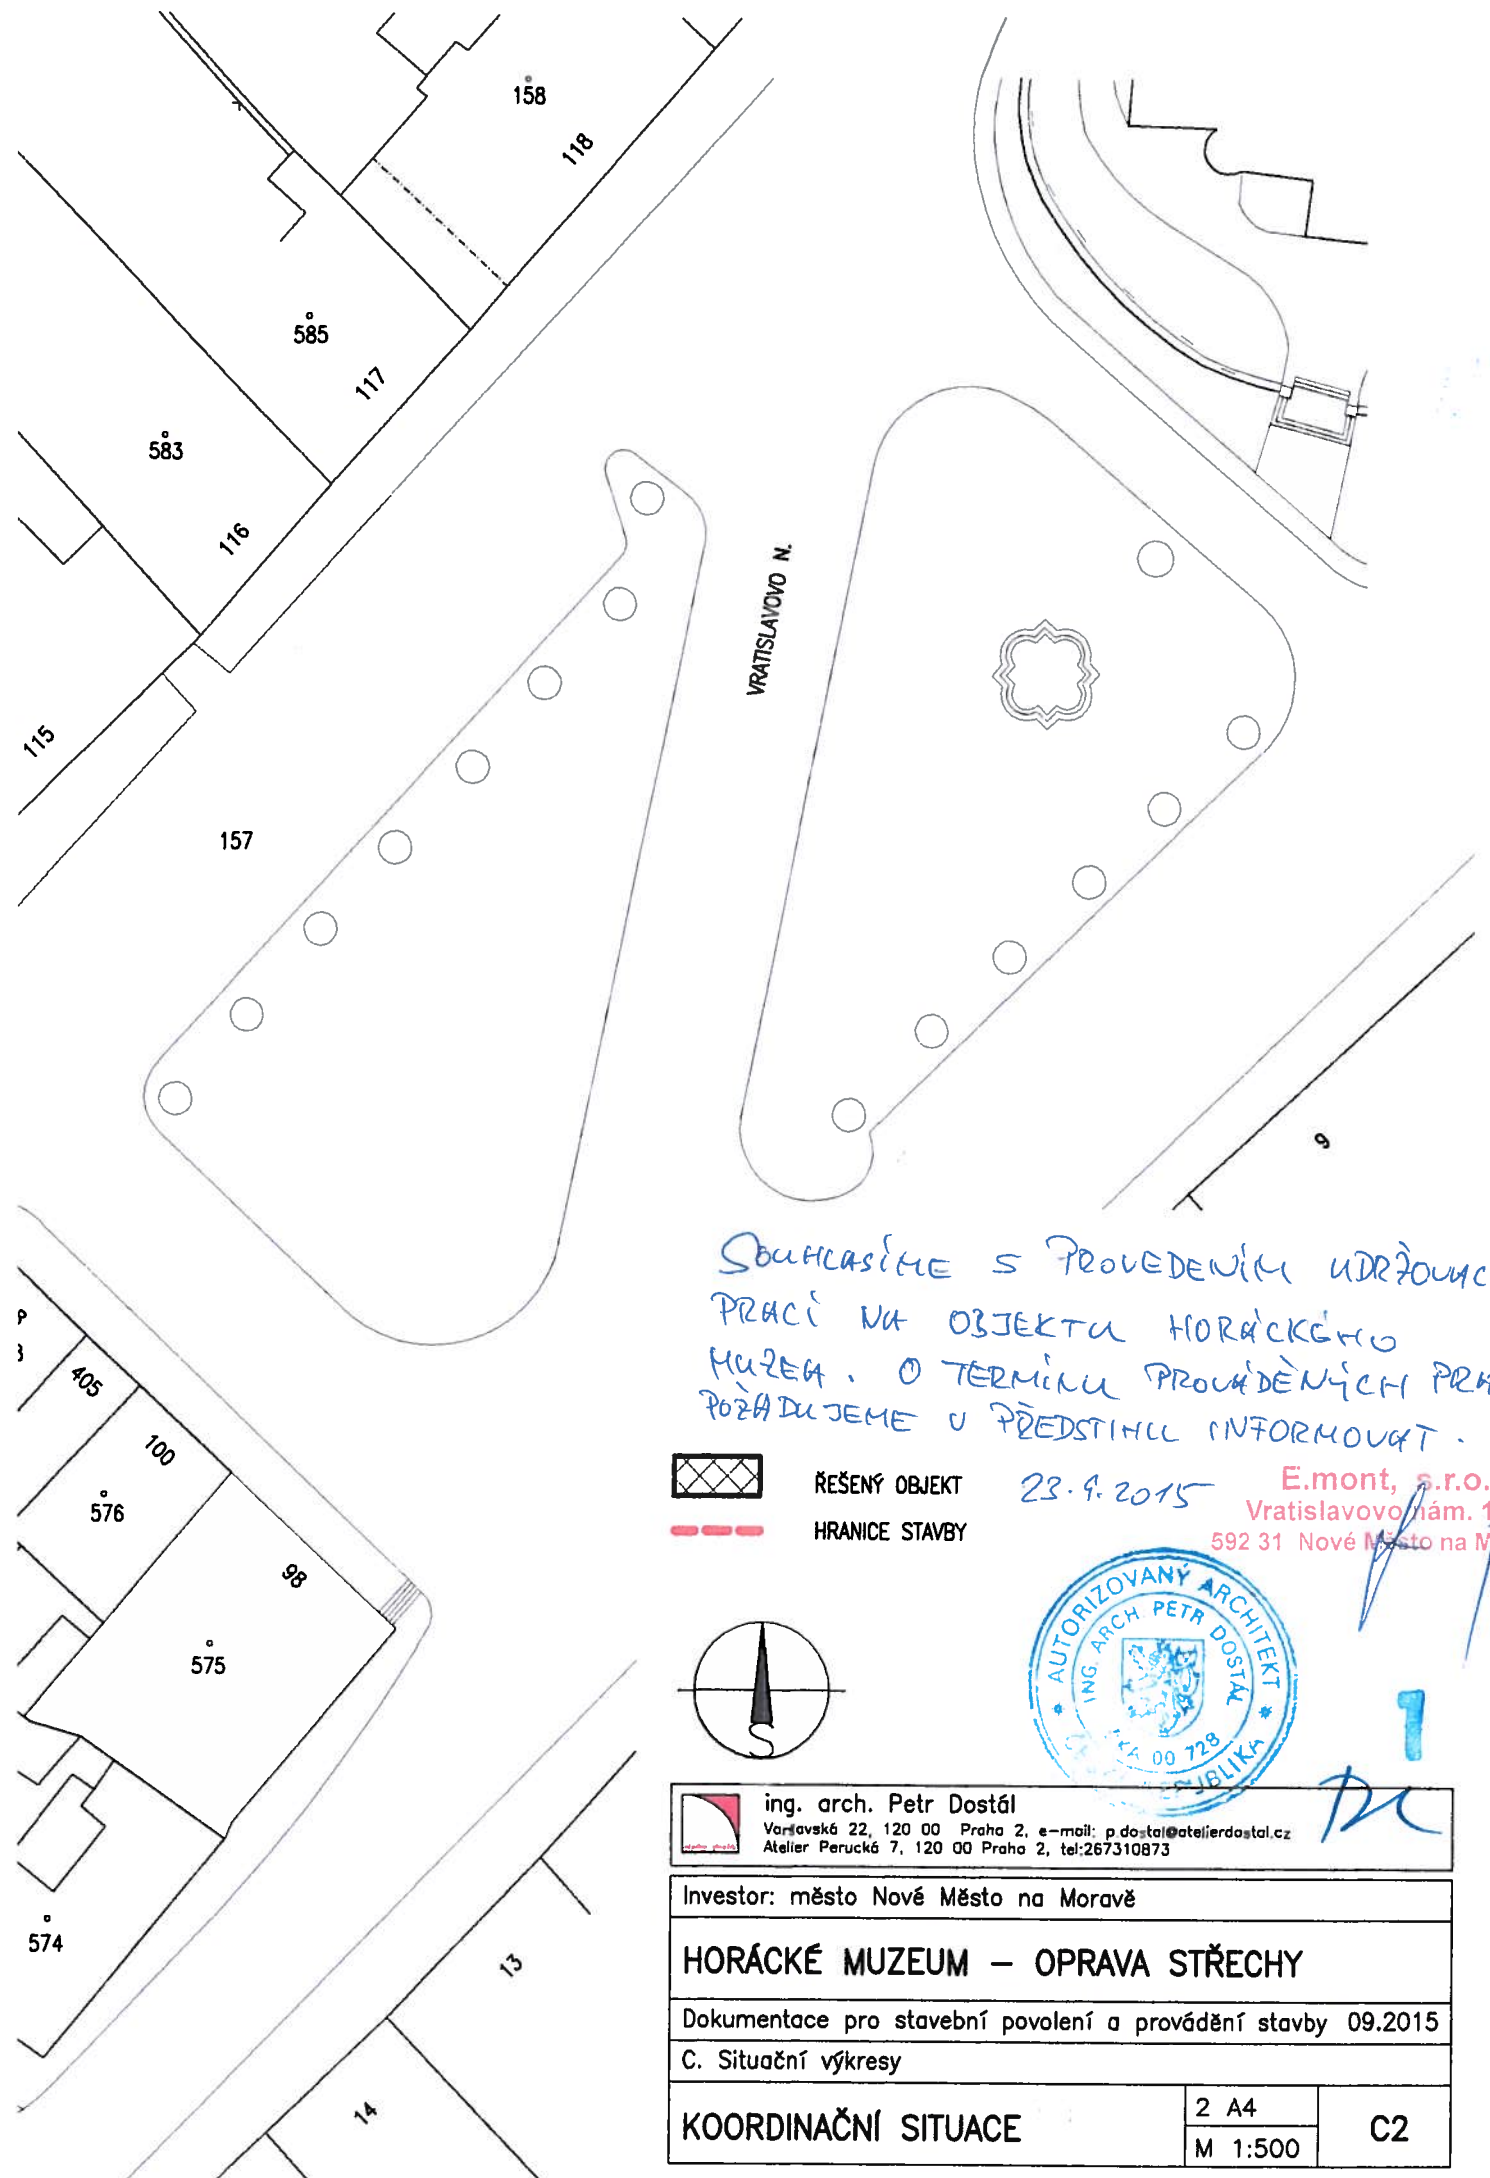 158
118
585
117
583
116
115
157
VRATISLAVOVO N.
9
405
100
576
98
575
574
13
14
SOUHLASÍME S PROVEDENÍM UDRŽOVAC
PRACÍ NA OBJEKTU HORÁCKÉHO
MUZEA. O TERMÍNU PROVÁDĚNÝCH PRA
POŽADUJEME V PŘEDSTIHU INFORMOVAT.
ŘEŠENÝ OBJEKT
HRANICE STAVBY
23.9.2015
E.mont, s.r.o.
Vratislavovo nám. 1
592 31 Nové Město na M
AUTORIZOVANÝ ARCHITEKT
ING. ARCH PETR DOSTÁL
ČKA 00 728
ČESKÁ REPUBLIKA
S
1
ing. arch. Petr Dostál
Varšavská 22, 120 00 Praha 2, e-mail: p.dostal@atelierdostal.cz
Atelier Perucká 7, 120 00 Praha 2, tel:267310873
Investor: město Nové Město na Moravě
HORÁCKÉ MUZEUM – OPRAVA STŘECHY
Dokumentace pro stavební povolení a provádění stavby 09.2015
C. Situační výkresy
KOORDINAČNÍ SITUACE
2 A4
M 1:500
C2